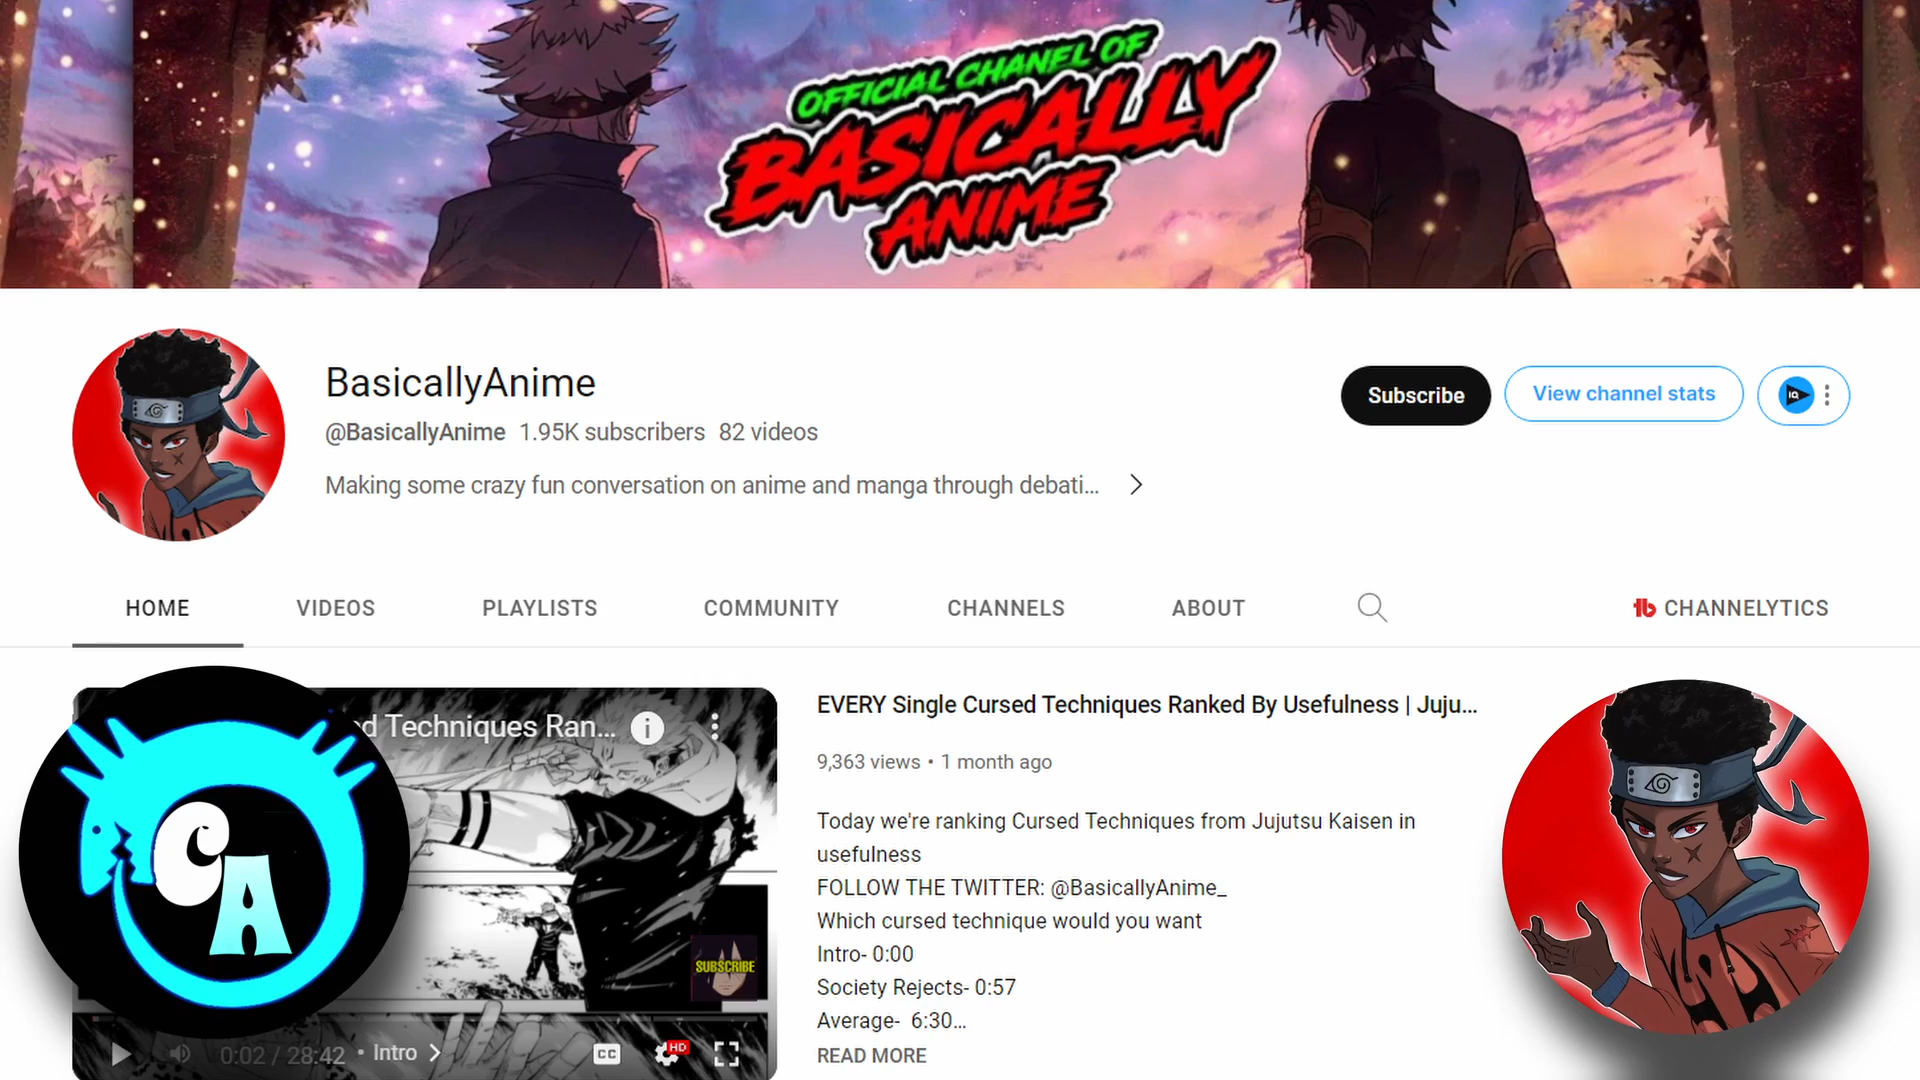 OFFICIAL CHANEL OF
BASICALLY
ANIME
BasicallyAnime
@BasicallyAnime 1.95K subscribers 82 videos
Making some crazy fun conversation on anime and manga through debati...
Subscribe
View channel stats
IQ
HOME
VIDEOS
PLAYLISTS
COMMUNITY
CHANNELS
ABOUT
CHANNELYTICS
d Techniques Ran...
CA
SUBSCRIBE
0:02 / 28:42 • Intro
CC
HD
EVERY Single Cursed Techniques Ranked By Usefulness | Juju...
9,363 views • 1 month ago
Today we're ranking Cursed Techniques from Jujutsu Kaisen in
usefulness
FOLLOW THE TWITTER: @BasicallyAnime_
Which cursed technique would you want
Intro- 0:00
Society Rejects- 0:57
Average- 6:30...
READ MORE